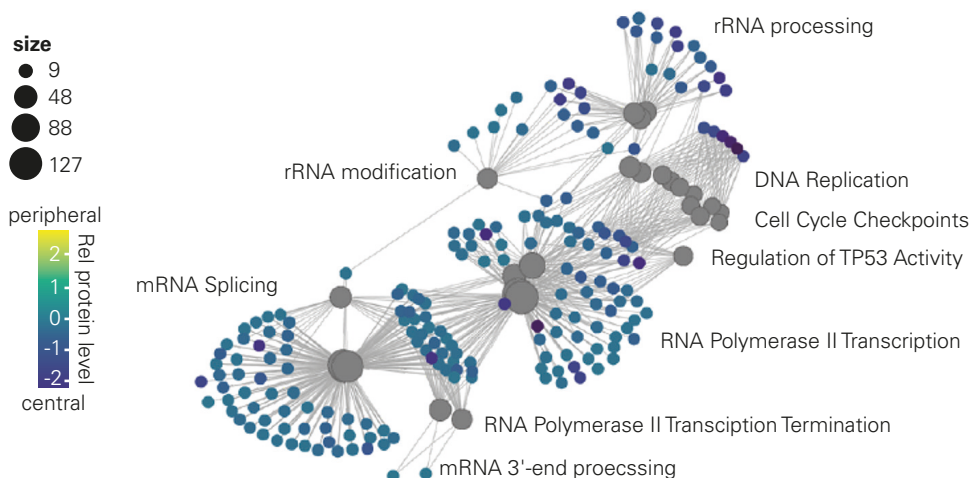 size
9
48
88
127
peripheral
2
1
0
-1
-2
Rel protein level
central
rRNA processing
rRNA modification
DNA Replication
Cell Cycle Checkpoints
Regulation of TP53 Activity
mRNA Splicing
RNA Polymerase II Transcription
RNA Polymerase II Transciption Termination
mRNA 3'-end proecssing